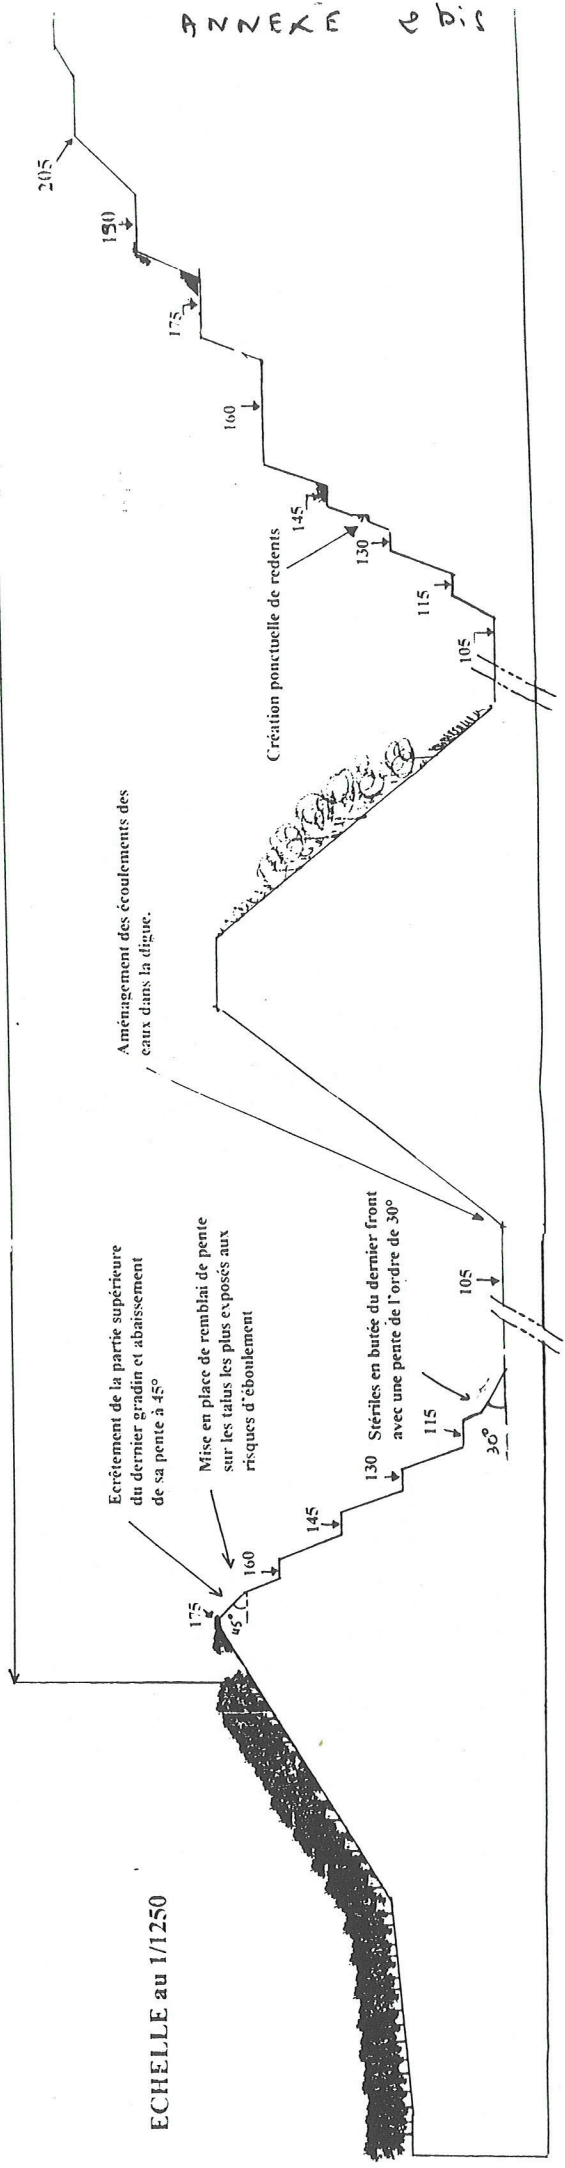 ANNEXE 2 bis
ECHELLE au 1/1250
Ecrêtement de la partie supérieure
du dernier gradin et abaissement
de sa pente à 45°
Mise en place de remblai de pente
sur les talus les plus exposés aux
risques d'éboulement
175
45°
160
145
130
Stériles en butée du dernier front
avec une pente de l'ordre de 30°
115
30°
105
Aménagement des écoulements des
eaux dans la digue.
Création ponctuelle de redents
105
115
130
145
160
175
190
205